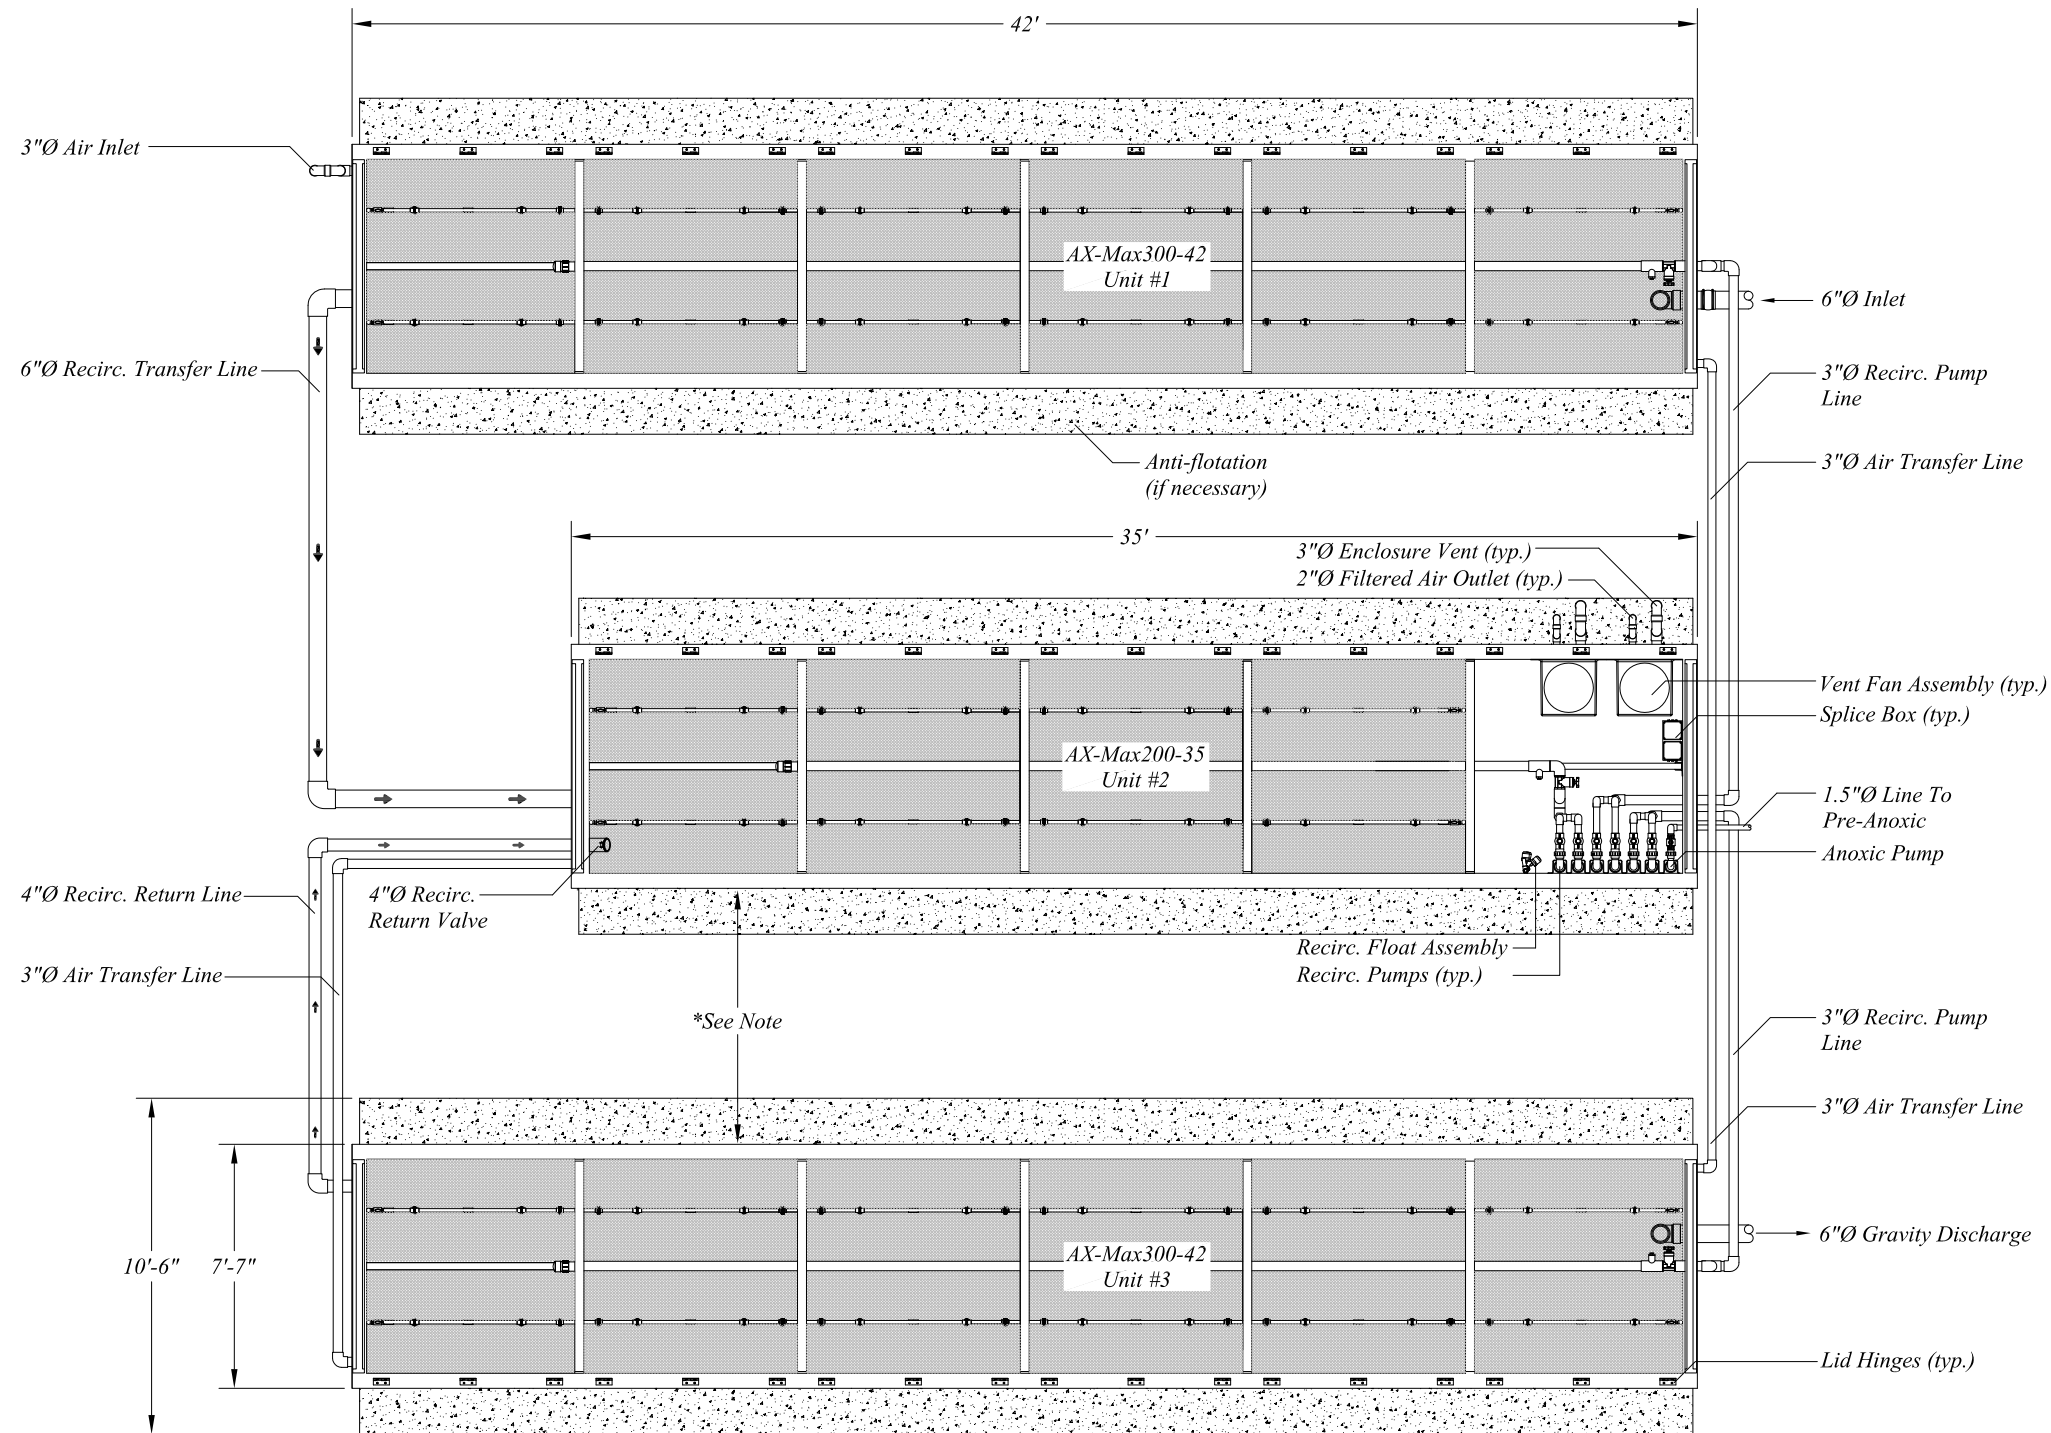 42'
3"Ø Air Inlet
AX-Max300-42
Unit #1
6"Ø Inlet
6"Ø Recirc. Transfer Line
3"Ø Recirc. Pump
Line
Anti-flotation
(if necessary)
3"Ø Air Transfer Line
35'
3"Ø Enclosure Vent (typ.)
2"Ø Filtered Air Outlet (typ.)
Vent Fan Assembly (typ.)
Splice Box (typ.)
AX-Max200-35
Unit #2
1.5"Ø Line To
Pre-Anoxic
Anoxic Pump
4"Ø Recirc. Return Line
4"Ø Recirc.
Return Valve
Recirc. Float Assembly
Recirc. Pumps (typ.)
3"Ø Air Transfer Line
*See Note
3"Ø Recirc. Pump
Line
3"Ø Air Transfer Line
6"Ø Gravity Discharge
10'-6"
7'-7"
AX-Max300-42
Unit #3
Lid Hinges (typ.)